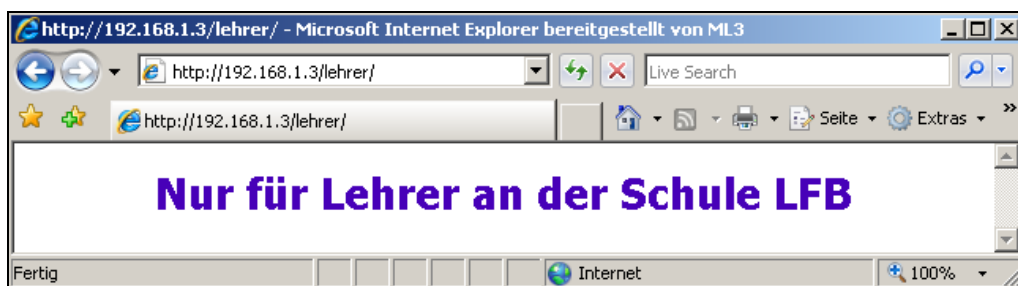 http://192.168.1.3/lehrer/ - Microsoft Internet Explorer bereitgestellt von ML3
http://192.168.1.3/lehrer/ Live Search
http://192.168.1.3/lehrer/ Seite Extras »
Nur für Lehrer an der Schule LFB
Fertig Internet 100%